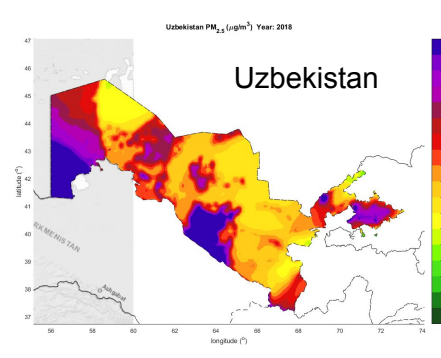 Uzbekistan PM2.5 (μg/m3) Year: 2018
Uzbekistan
47
46
45
44
43
42
41
40
39
38
37
latitude (o)
RKMENISTAN
Ashgabat
56 58 60 62 64 66 68 70 72 74
longitude (o)